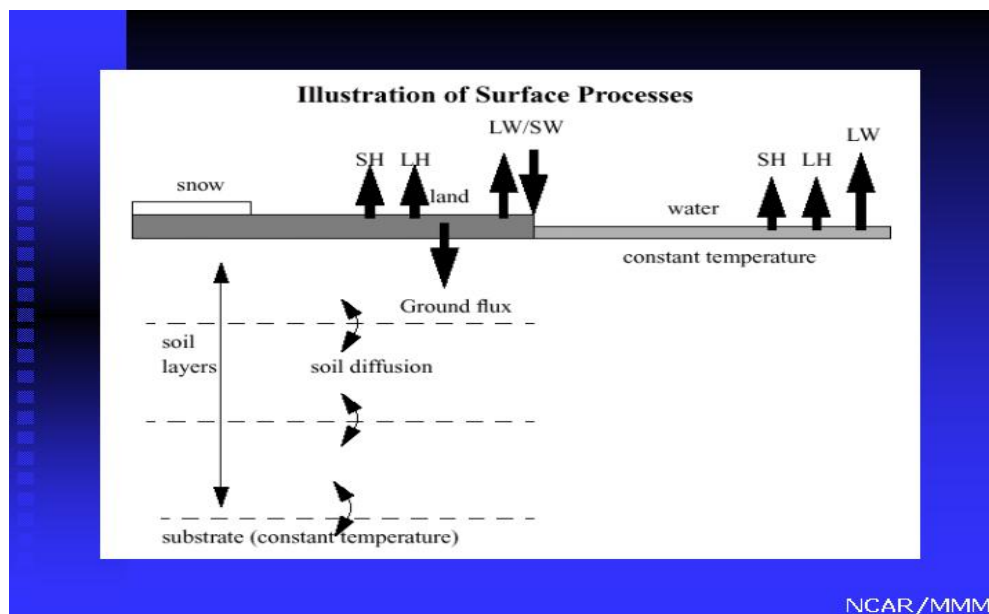 Illustration of Surface Processes
LW/SW
LW
SH LH
SH LH
snow
land
water
constant temperature
Ground flux
soil
layers
soil diffusion
substrate (constant temperature)
NCAR/MMM